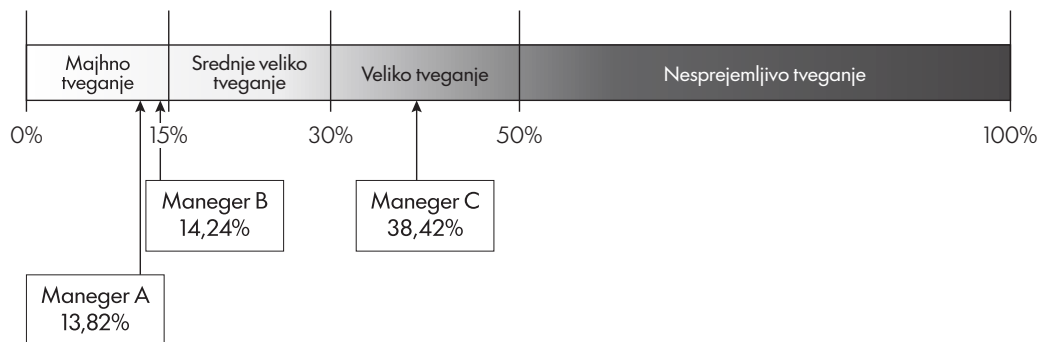 Majhno
tveganje
Srednje veliko
tveganje
Veliko tveganje
Nesprejemljivo tveganje
0%
15%
30%
50%
100%
Maneger B
14,24%
Maneger C
38,42%
Maneger A
13,82%